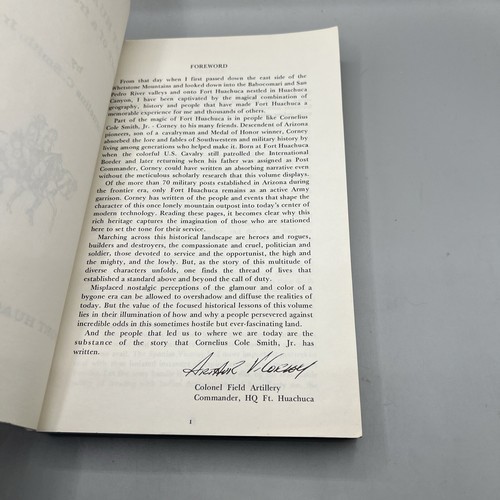 FOREWORD
From that day when I first passed down the east side of the
Whetstone Mountains and looked down into the Babocomari and San
Pedro River valleys and onto Fort Huachuca nestled in Huachuca
Canyon, I have been captivated by the magical combination of
geography, history and people that have made Fort Huachuca a
memorable experience for me and thousands of others.
Part of the magic of Fort Huachuca is in people like Cornelius
Cole Smith, Jr. - Corney to his many friends. Descendent of Arizona
pioneers, son of a cavalryman and Medal of Honor winner, Corney
absorbed the fables of Southwestern and military history by
living among generations who helped make it. Born at Fort Huachuca
when the colorful U.S. Cavalry still patrolled the International
Border and later returning when his father was assigned as Post
Commander, Corney could have written an absorbing narrative even
without the meticulous scholarly research that this volume displays.
Of the more than 70 military posts established in Arizona during
the frontier era, only Fort Huachuca remains as an active Army
garrison. Corney has written of the people and events that shape the
character of this once lonely mountain outpost into today's center of
modern technology. Reading these pages, it becomes clear why this
rich heritage captures the imagination of those who are stationed
here to set the tone for their service.
Marching across this historical landscape are heroes and rogues,
builders and destroyers, the compassionate and cruel, politician and
soldier, those devoted to service and the opportunist, the high and
the mighty, and the lowly. But, as the story of this multitude of
diverse characters unfolds, one finds the thread of lives that
established a standard above and beyond the call of duty.
Misplaced nostalgic perceptions of the glamour and color of a
bygone era can be allowed to overshadow and diffuse the realities of
today. But the value of the focused historical lessons of this volume
lies in their illumination of how and why a people persevered against
incredible odds in this sometimes hostile but ever-fascinating land.
And the people that led us to where we are today are the
substance of the story that Cornelius Cole Smith, Jr. has
written.
Colonel Field Artillery
Commander, HQ Ft. Huachuca
I